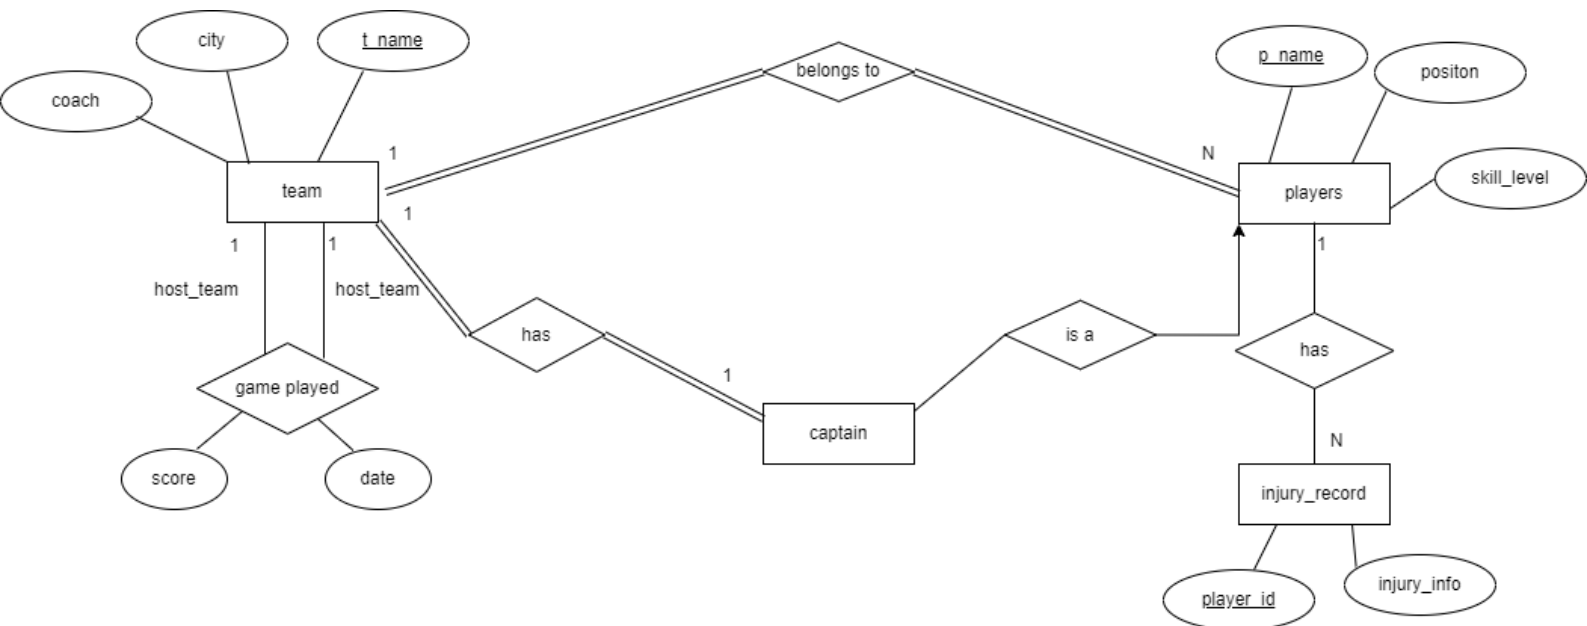 city
t_name
coach
belongs to
p_name
positon
1
N
skill_level
team
players
1
1
1
1
host_team
host_team
has
is a
has
1
game played
captain
N
score
date
injury_record
injury_info
player_id